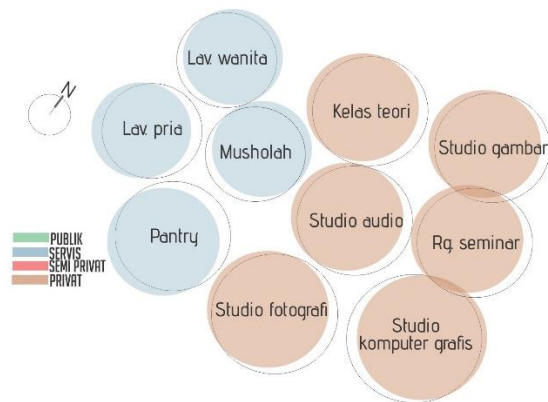 Lav. wanita
N
Kelas teori
Lav. pria
Musholah
Studio gambar
Studio audio
Pantry
Rg. seminar
PUBLIK
SERVIS
SEMI PRIVAT
PRIVAT
Studio fotografi
Studio
komputer grafis